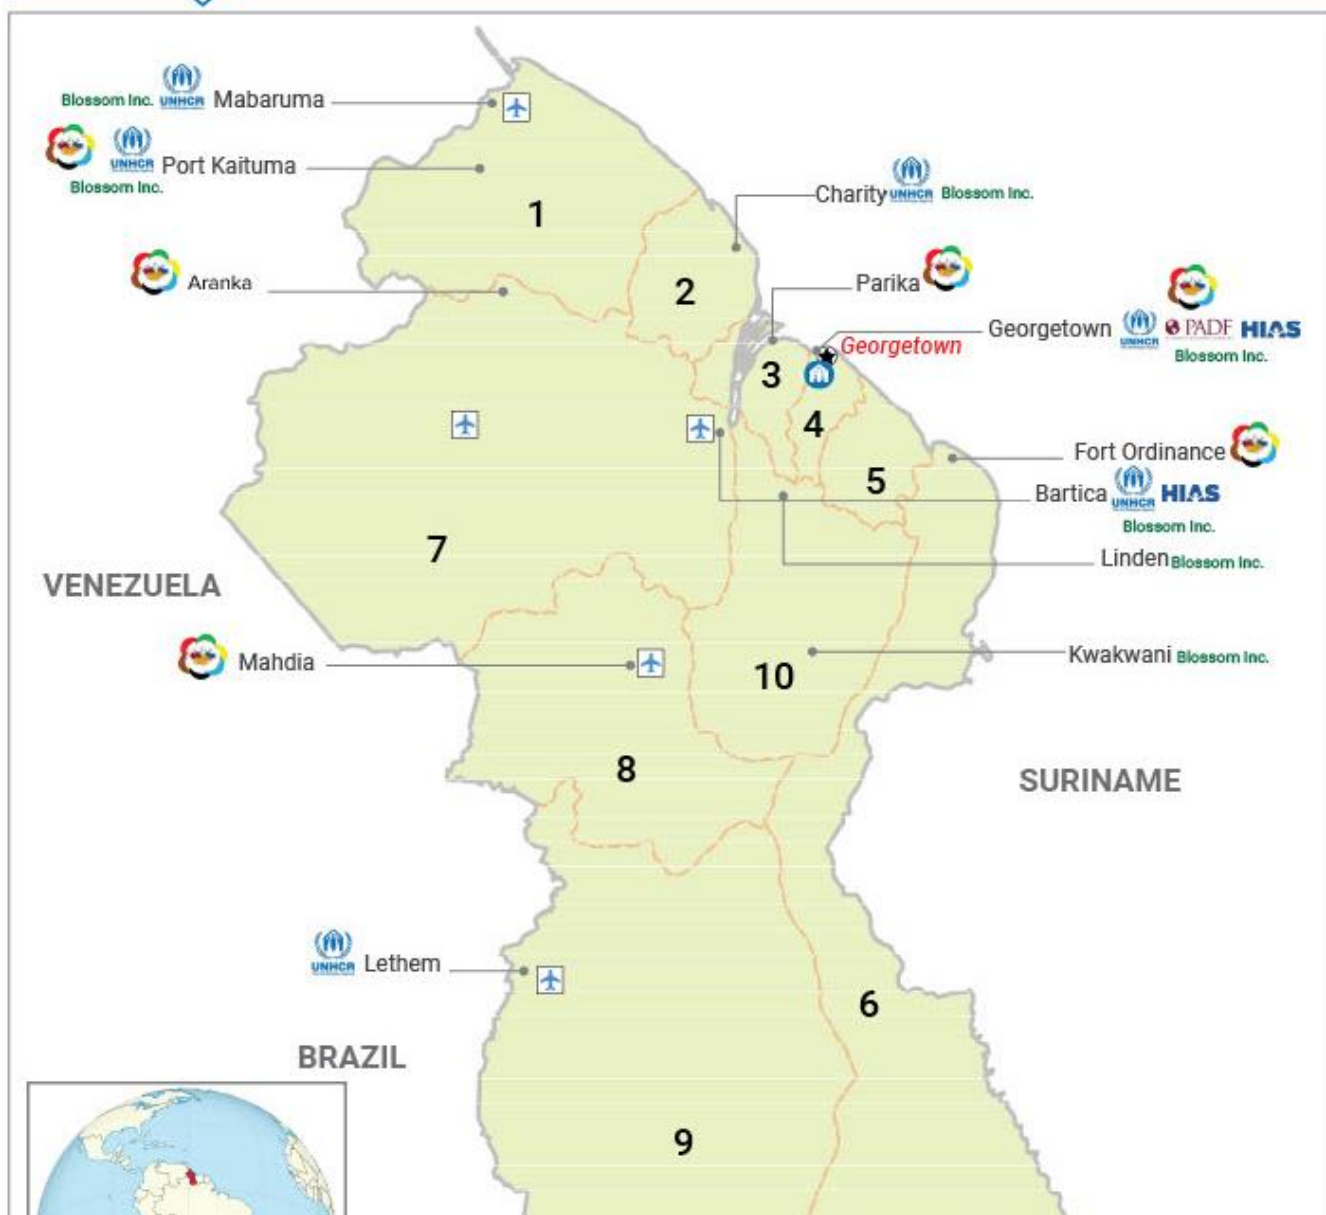 Blossom Inc. UNHCR Mabaruma
UNHCR Port Kaituma
Blossom Inc.
Charity UNHCR Blossom Inc.
1
Aranka
Parika
2
Georgetown UNHCR PADF HIAS
Blossom Inc.
Georgetown
3
4
Fort Ordinance
5
Bartica UNHCR HIAS
Blossom Inc.
7
Linden Blossom Inc.
VENEZUELA
Mahdia
10
Kwakwani Blossom Inc.
8
SURINAME
UNHCR Lethem
6
BRAZIL
9